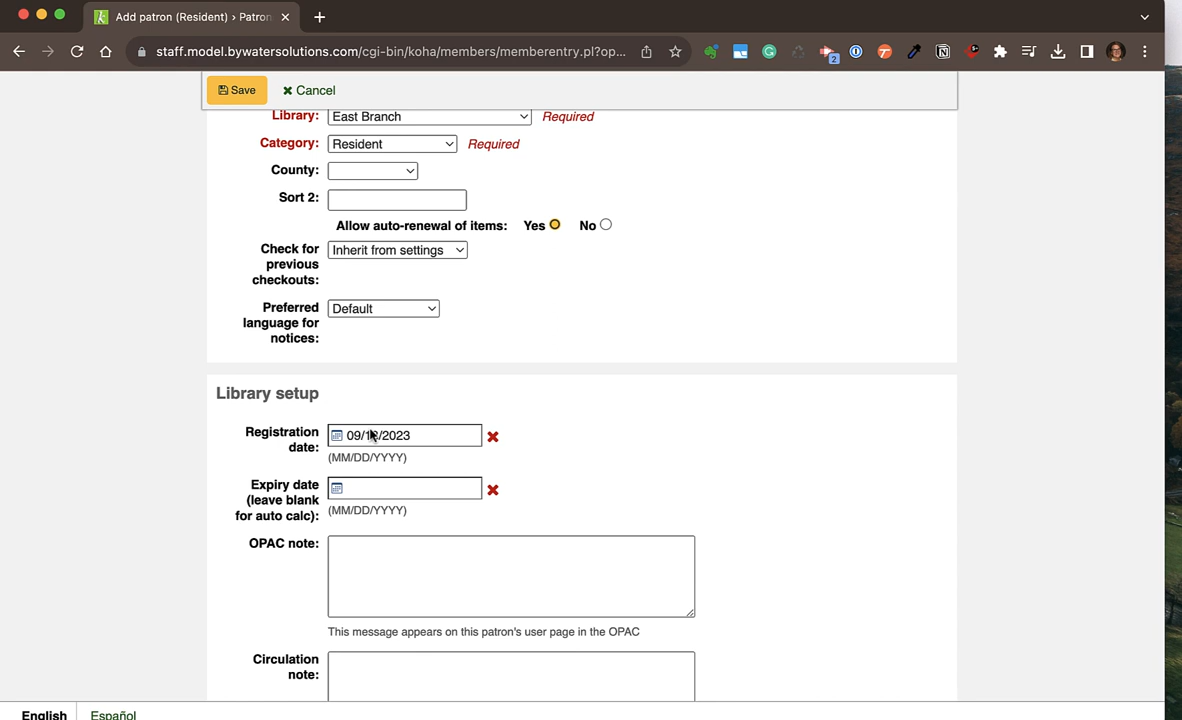 Add patron (Resident) › Patron
staff.model.bywatersolutions.com/cgi-bin/koha/members/memberentry.pl?op...
2
Save Cancel
Library: East Branch Required
Category: Resident Required
County:
Sort 2:
Allow auto-renewal of items: Yes No
Check for
previous
checkouts:
Inherit from settings
Preferred
language for
notices:
Default
Library setup
Registration
date:
(MM/DD/YYYY)
Expiry date
(leave blank
for auto calc):
(MM/DD/YYYY)
OPAC note:
This message appears on this patron's user page in the OPAC
Circulation
note:
English Español